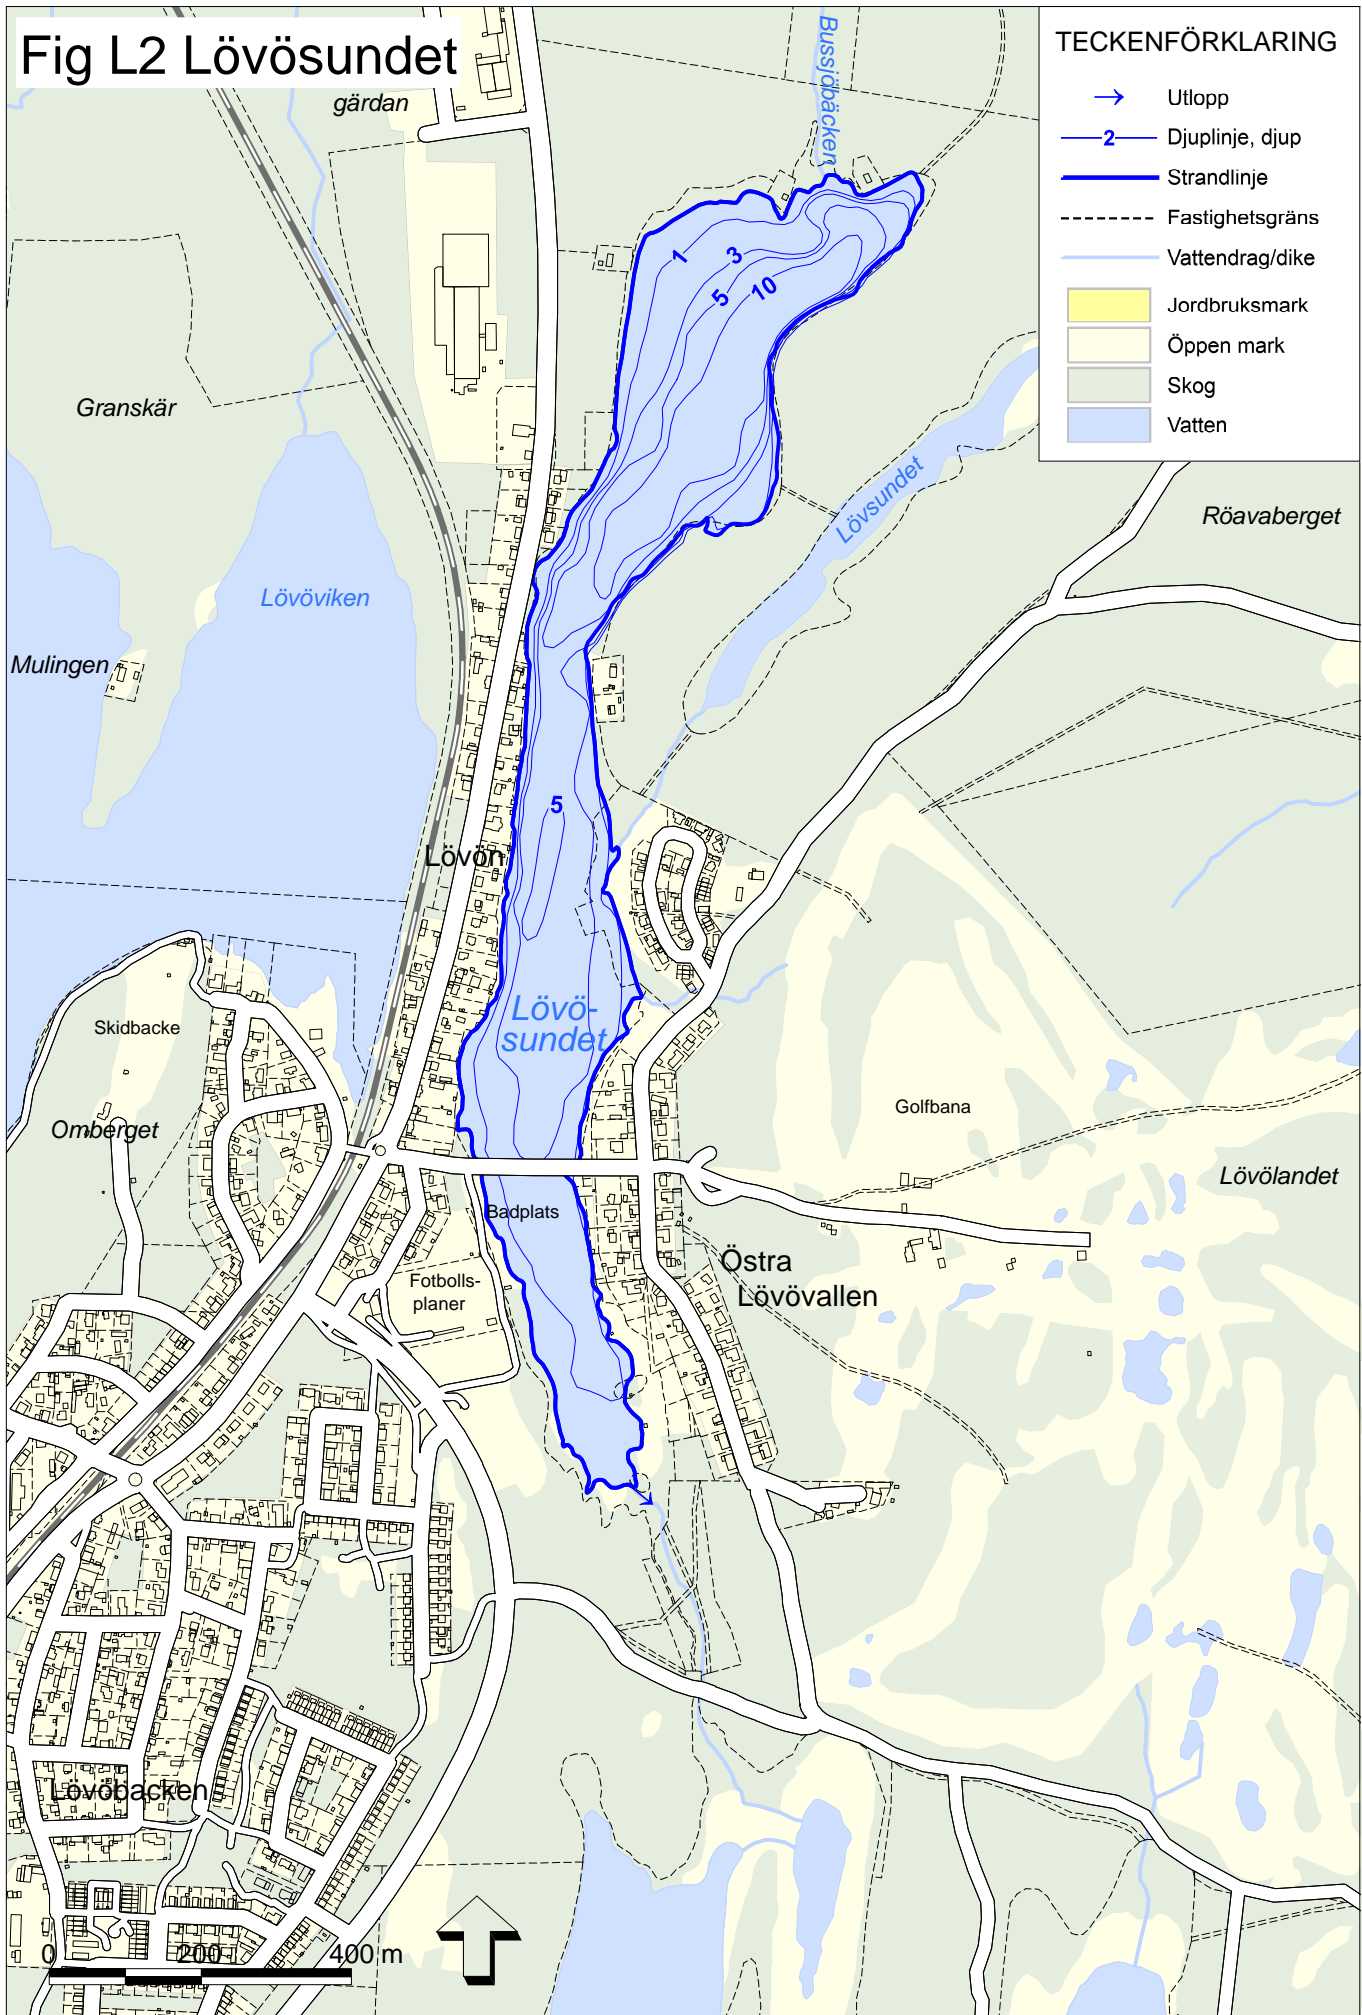 Fig L2 Lövösundet
gärdan
Bussjöbäcken
TECKENFÖRKLARING
Utlopp
2
Djuplinje, djup
Strandlinje
Fastighetsgräns
Vattendrag/dike
Jordbruksmark
Öppen mark
Skog
Vatten
1
3
5
10
Granskär
Lövsundet
Röavaberget
Lövöviken
Mulingen
5
Lövön
Lövö-
sundet
Skidbacke
Omberget
Golfbana
Lövölandet
Badplats
Östra
Lövövallen
Fotbolls-
planer
Lövöbacken
0 200 400 m